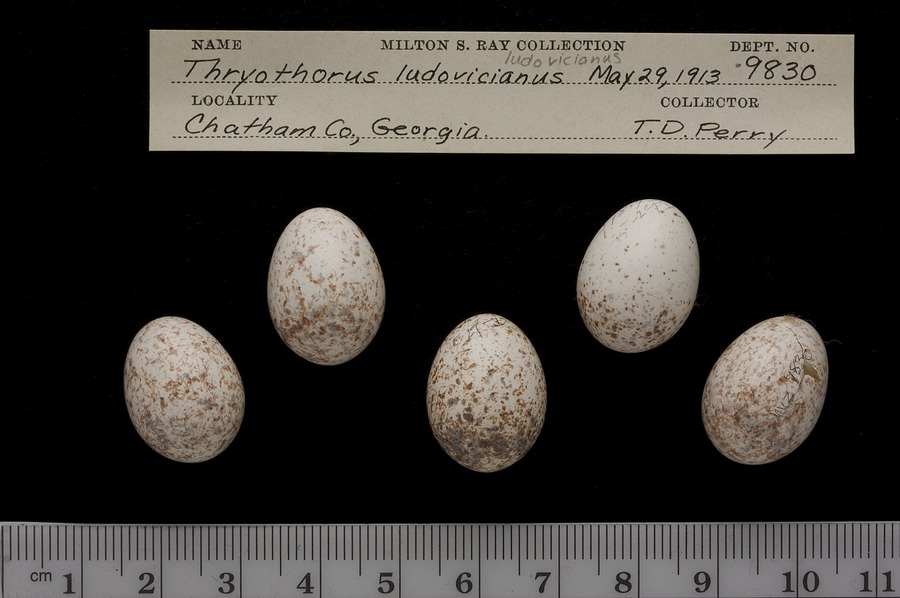 NAME MILTON S. RAY COLLECTION DEPT. NO.
ludovicianus
Thryothorus ludovicianus May 29, 1913 9830
LOCALITY COLLECTOR
Chatham Co., Georgia. T. D. Perry
cm 1 2 3 4 5 6 7 8 9 10 11